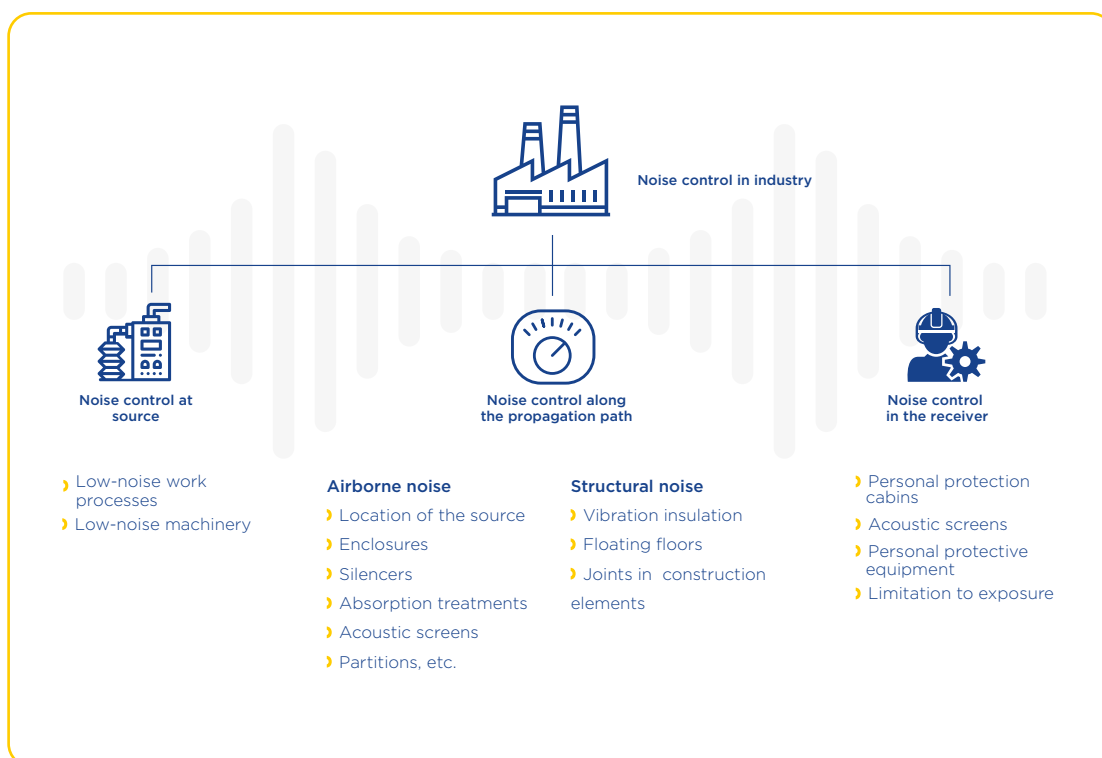 Noise control in industry
Noise control at
source
Noise control along
the propagation path
Noise control
in the receiver
Low-noise work
processes
Low-noise machinery
Airborne noise
Location of the source
Enclosures
Silencers
Absorption treatments
Acoustic screens
Partitions, etc.
Structural noise
Vibration insulation
Floating floors
Joints in construction
elements
Personal protection
cabins
Acoustic screens
Personal protective
equipment
Limitation to exposure